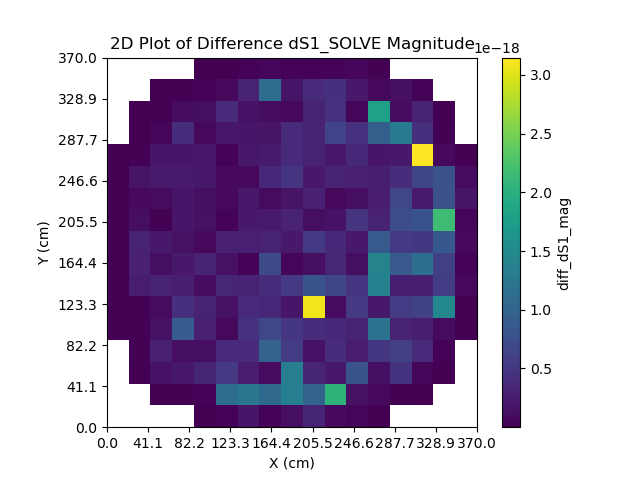 2D Plot of Difference dS1_SOLVE Magnitude
1e−18
370.0
328.9
287.7
246.6
205.5
164.4
123.3
82.2
41.1
0.0
Y (cm)
0.0 41.1 82.2 123.3 164.4 205.5 246.6 287.7 328.9 370.0
X (cm)
3.0
2.5
2.0
1.5
1.0
0.5
diff_dS1_mag